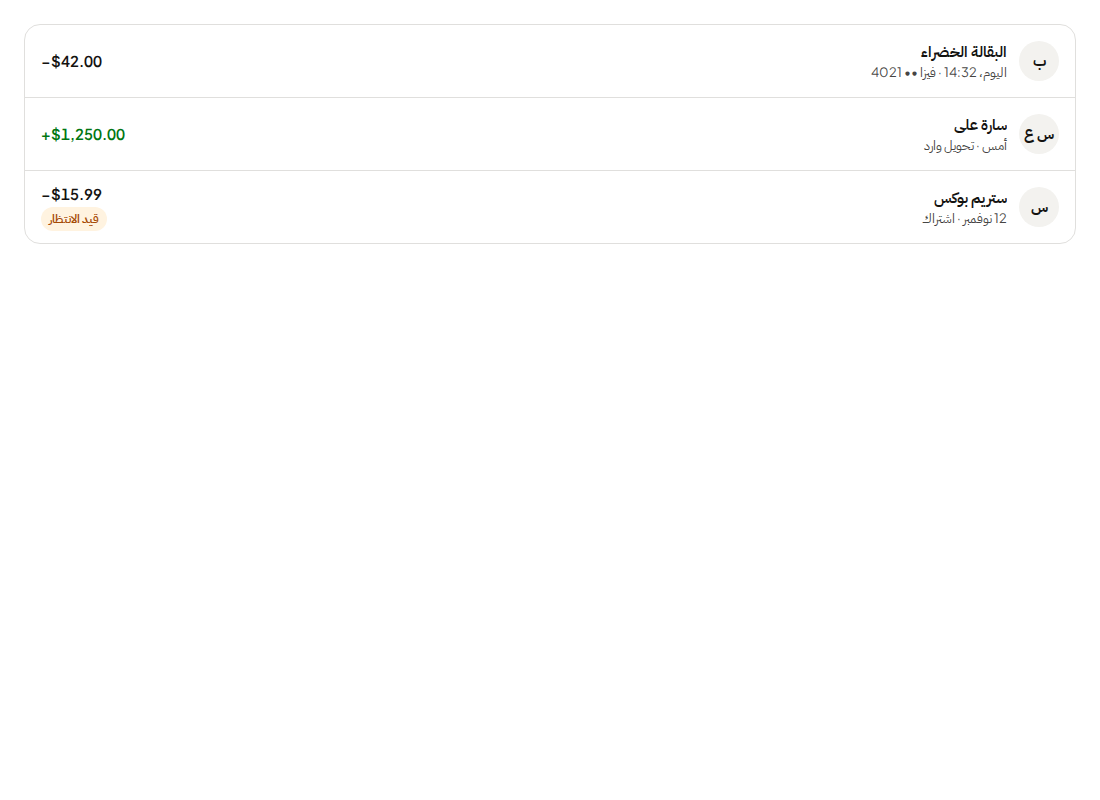 ب
البقالة الخضراء
اليوم، 14:32 · فيزا •• 4021
−$42.00
س ع
سارة على
أمس · تحويل وارد
+$1,250.00
س
ستريم بوكس
12 نوفمبر · اشتراك
−$15.99
قيد الانتظار